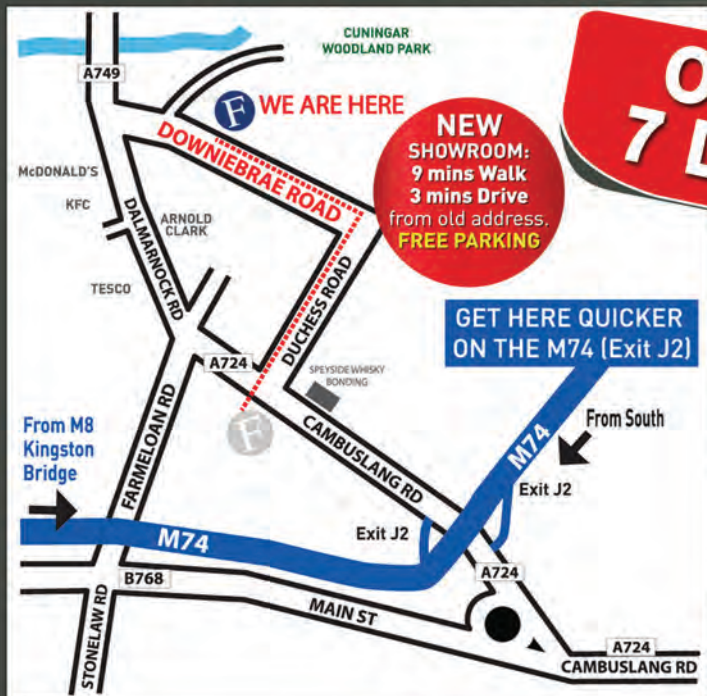 CUNINGAR
WOODLAND PARK
A749
F
WE ARE HERE
DOWNIEBRAE ROAD
NEW
SHOWROOM:
9 mins Walk
3 mins Drive
from old address.
FREE PARKING
7 D
McDONALD'S
KFC
ARNOLD
CLARK
DALMARNOCK RD
TESCO
DUCHESS ROAD
GET HERE QUICKER
ON THE M74 (Exit J2)
A724
SPEYSIDE WHISKY
BONDING
F
CAMBUSLANG RD
FARMELOAN RD
From M8
Kingston
Bridge
M74
From South
Exit J2
Exit J2
M74
A724
B768
MAIN ST
STONELAW RD
A724
CAMBUSLANG RD